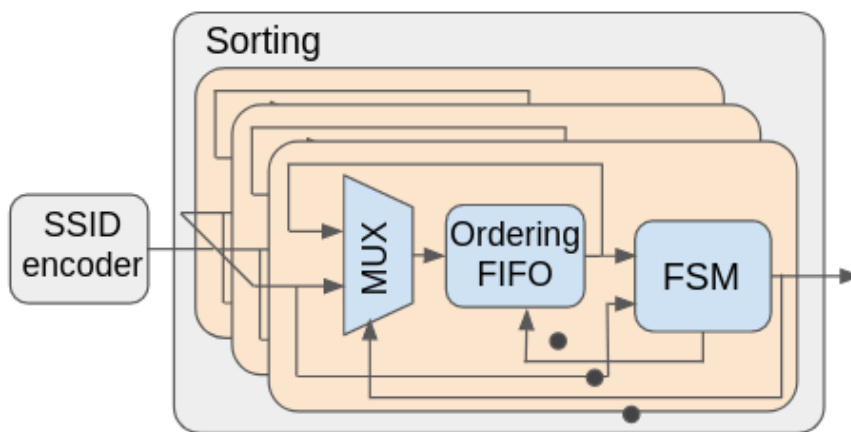 Sorting
SSID
encoder
MUX
Ordering
FIFO
FSM